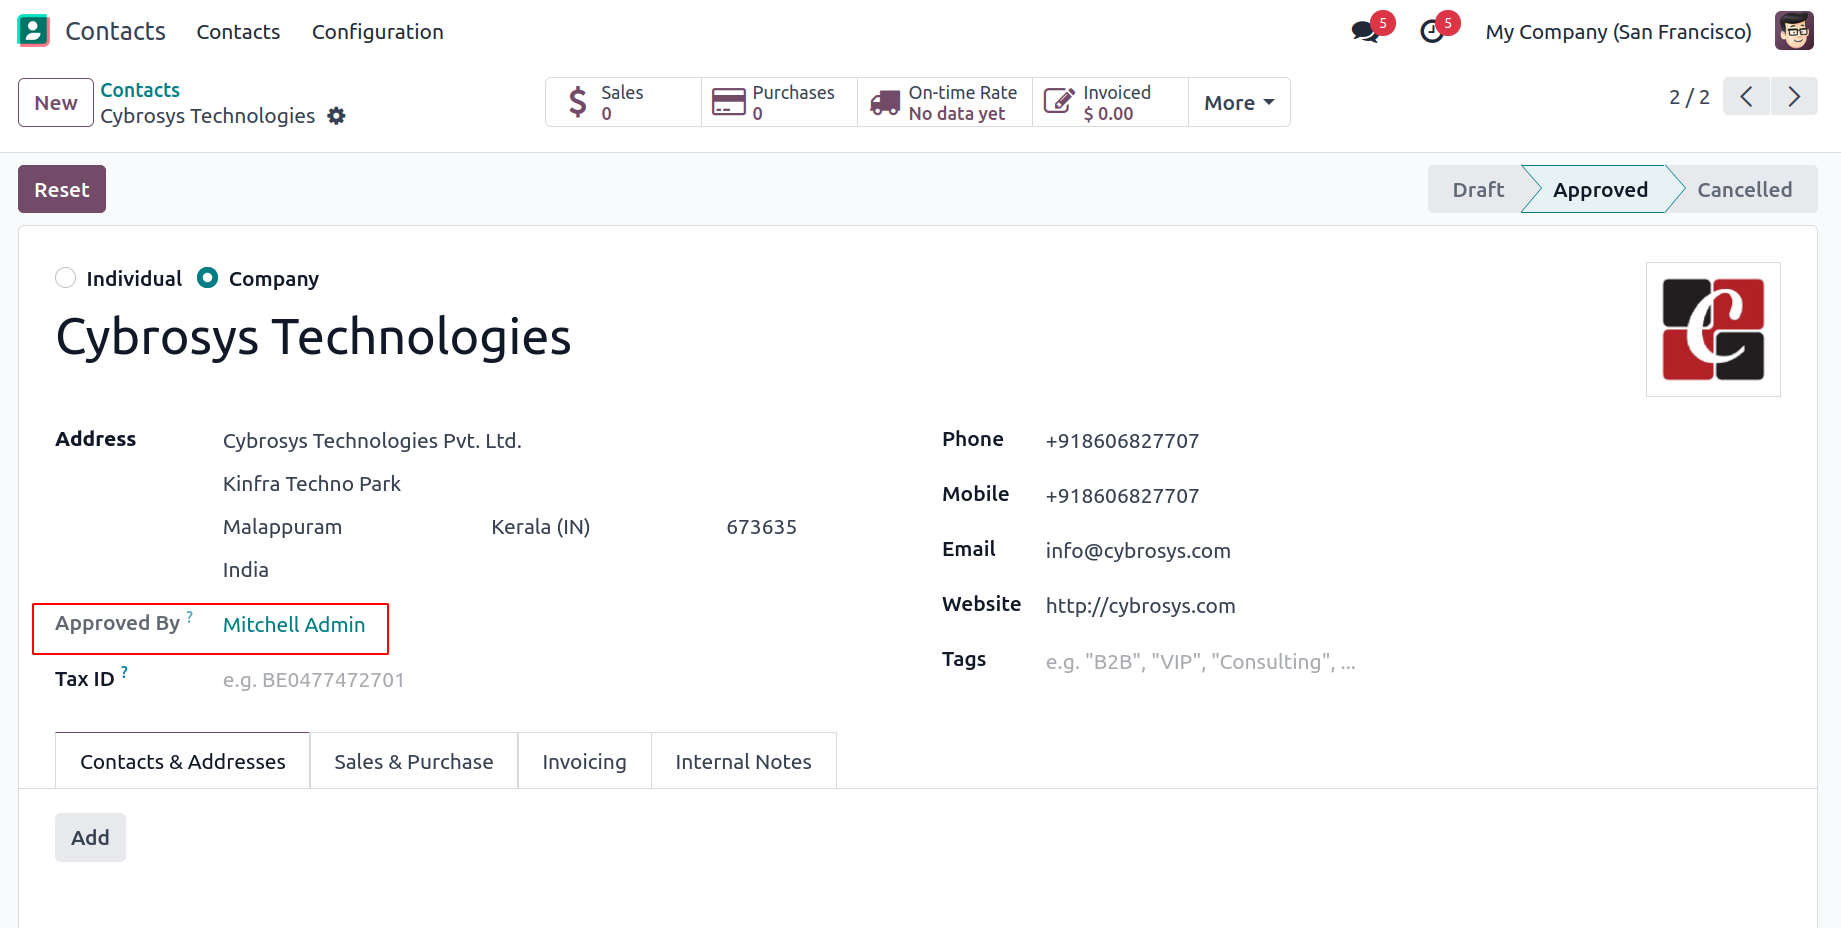 Contacts Contacts Configuration 5 5 My Company (San Francisco)
New Contacts
Cybrosys Technologies
Sales
0
Purchases
0
On-time Rate
No data yet
Invoiced
$ 0.00
More
2 / 2
Reset Draft Approved Cancelled
Individual Company
Cybrosys Technologies
C
Address Cybrosys Technologies Pvt. Ltd.
Kinfra Techno Park
Malappuram Kerala (IN) 673635
India
Approved By ? Mitchell Admin
Tax ID ? e.g. BE0477472701
Phone +918606827707
Mobile +918606827707
Email info@cybrosys.com
Website http://cybrosys.com
Tags e.g. "B2B", "VIP", "Consulting", ...
Contacts & Addresses Sales & Purchase Invoicing Internal Notes
Add